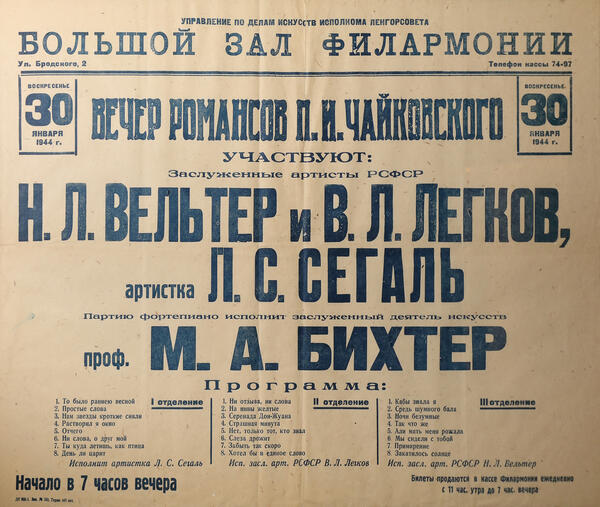 УПРАВЛЕНИЕ ПО ДЕЛАМ ИСКУССТВ ИСПОЛКОМА ЛЕНГОРСОВЕТА
БОЛЬШОЙ ЗАЛ ФИЛАРМОНИИ
Ул. Бродского, 2
Телефон кассы 74-97
ВОСКРЕСЕНЬЕ
30
ЯНВАРЯ
1944 г.
ВЕЧЕР РОМАНСОВ П. И. ЧАЙКОВСКОГО
ВОСКРЕСЕНЬЕ.
30
ЯНВАРЯ
1944 г.
УЧАСТВУЮТ:
Заслуженные артисты РСФСР
Н. Л. ВЕЛЬТЕР и В. Л. ЛЕГКОВ,
артистка Л. С. СЕГАЛЬ
Партию фортепиано исполнит заслуженный деятель искусств
проф. М. А. БИХТЕР
Программа:
I отделение
1. То было раннею весной
2. Простые слова
3. Нам звезды кроткие сияли
4. Растворил я окно
5. Отчего
6. Ни слова, о друг мой
7. Ты куда летишь, как птица
8. День ли царит
Исполнит артистка Л. С. Сегаль
II отделение
1. Ни отзыва, ни слова
2. На нивы желтые
3. Серенада Дон-Жуана
4. Страшная минута
5. Нет, только тот, кто знал
6. Слеза дрожит
7. Забыть так скоро
8. Хотел бы в единое слово
Исп. засл. арт. РСФСР В. Л. Легков
III отделение
1. Кабы знала я
2. Средь шумного бала
3. Ночи безумные
4. Так что же
5. Али мать меня рожала
6. Мы сидели с тобой
7. Примирение
8. Закатилось солнце
Исп. засл. арт. РСФСР Н. Л. Вельтер
Начало в 7 часов вечера
Билеты продаются в кассе Филармонии ежедневно
с 11 час. утра до 7 час. вечера